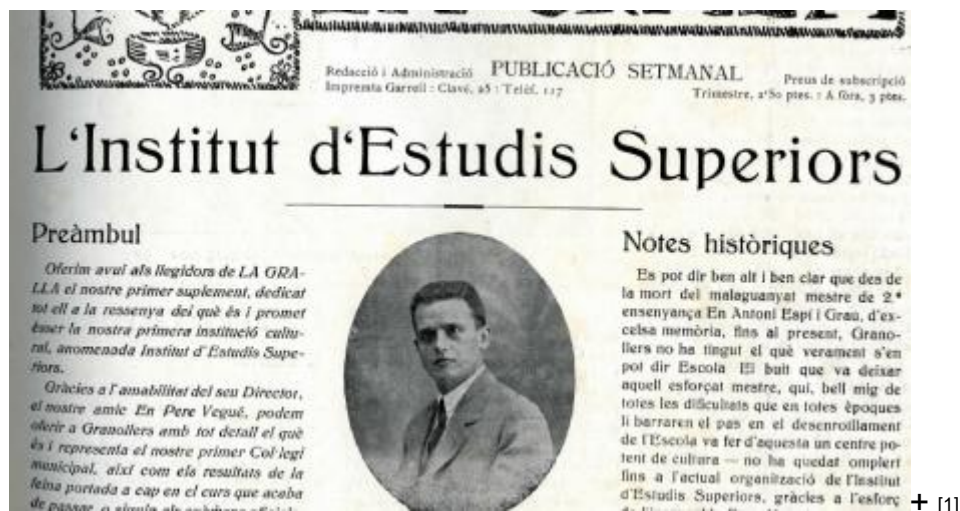 Redacció i Administració
Impremta Garrell : Clavé, 25 : Telèf. 117
PUBLICACIÓ SETMANAL
Preus de subscripció
Trimestre, 2'50 ptes. : A fòra, 3 ptes.
L'Institut d'Estudis Superiors
Preàmbul
Oferim avui als llegidors de LA GRA-
LLA el nostre primer suplement, dedicat
tot ell a la ressenya del què és i promet
ésser la nostra primera institució cultu-
ral, anomenada Institut d'Estudis Supe-
riors.
Gràcies a l'amabilitat del seu Director,
el nostre amic En Pere Vegué, podem
oferir a Granollers amb tot detall el què
és i representa el nostre primer Col·legi
municipal, així com els resultats de la
feina portada a cap en el curs que acaba
de passar, o sigui els
Notes històriques
Es pot dir ben alt i ben clar que des de
la mort del malaguanyat mestre de 2.ª
ensenyança En Antoni Espí i Grau, d'ex-
celsa memòria, fins al present, Grano-
llers no ha tingut el què verament s'en
pot dir Escola El buit que va deixar
aquell esforçat mestre, qui, bell mig de
totes les dificultats que en totes èpoques
li barraren el pas en el desenrotllament
de l'Escola va fer d'aquesta un centre po-
tent de cultura — no ha quedat omplert
fins a l'actual organització de l'Institut
d'Estudis Superiors, gràcies a l'esforç
+ [1]